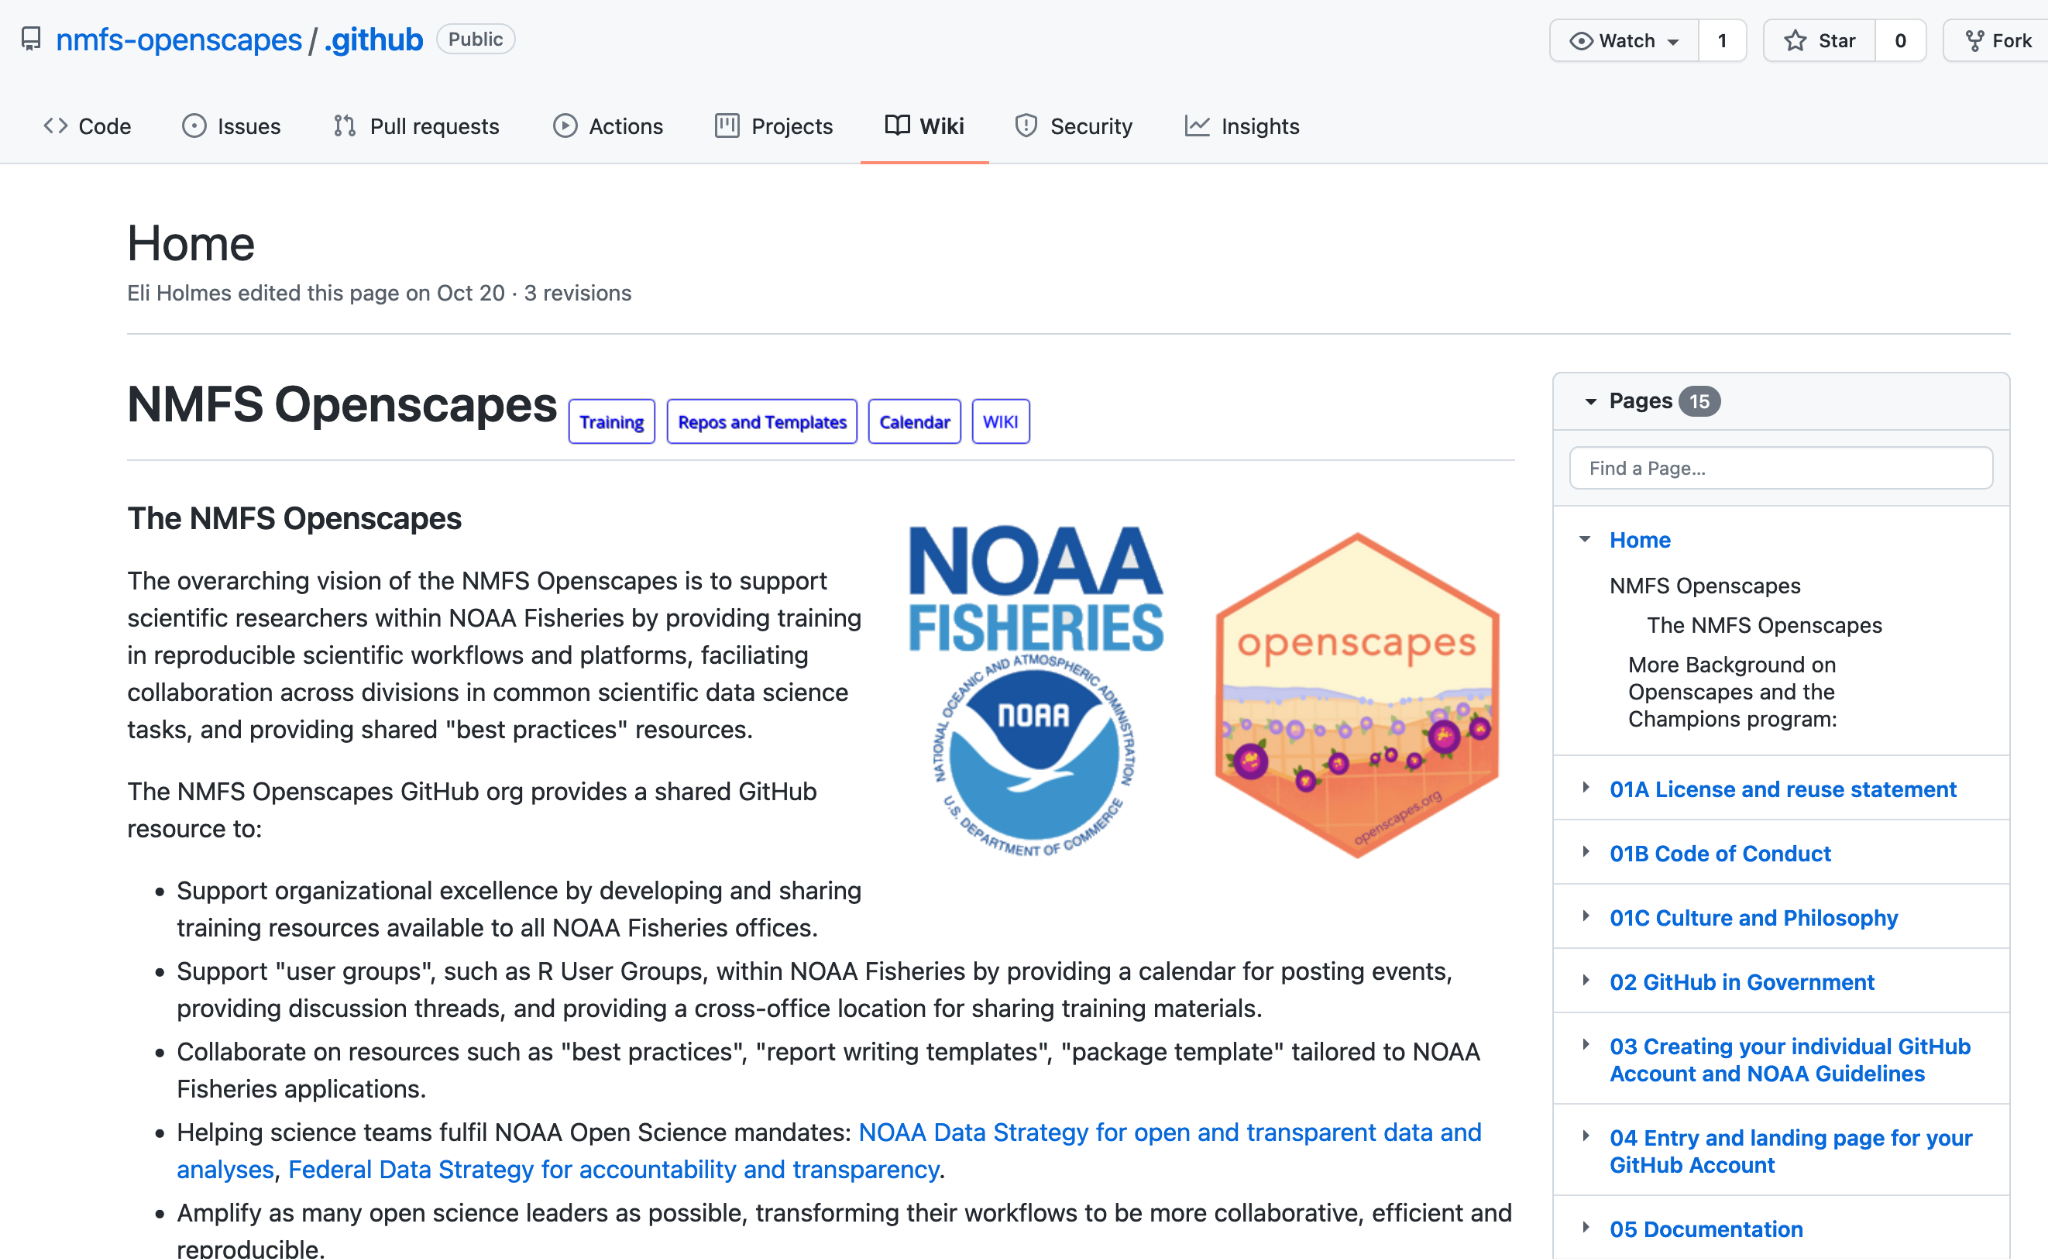 nmfs-openscapes / .github Public
Watch 1 Star 0 Fork
Code Issues Pull requests Actions Projects Wiki Security Insights
Home
Eli Holmes edited this page on Oct 20 · 3 revisions
NMFS Openscapes Training Repos and Templates Calendar WIKI
The NMFS Openscapes
The overarching vision of the NMFS Openscapes is to support
scientific researchers within NOAA Fisheries by providing training
in reproducible scientific workflows and platforms, faciliating
collaboration across divisions in common scientific data science
tasks, and providing shared "best practices" resources.
The NMFS Openscapes GitHub org provides a shared GitHub
resource to:
NOAA
FISHERIES
NATIONAL OCEANIC AND ATMOSPHERIC ADMINISTRATION
NOAA
U.S. DEPARTMENT OF COMMERCE
openscapes
openscapes.org
• Support organizational excellence by developing and sharing
training resources available to all NOAA Fisheries offices.
• Support "user groups", such as R User Groups, within NOAA Fisheries by providing a calendar for posting events,
providing discussion threads, and providing a cross-office location for sharing training materials.
• Collaborate on resources such as "best practices", "report writing templates", "package template" tailored to NOAA
Fisheries applications.
• Helping science teams fulfil NOAA Open Science mandates: NOAA Data Strategy for open and transparent data and
analyses, Federal Data Strategy for accountability and transparency.
• Amplify as many open science leaders as possible, transforming their workflows to be more collaborative, efficient and
reproducible.
Pages 15
Find a Page...
Home
NMFS Openscapes
The NMFS Openscapes
More Background on
Openscapes and the
Champions program:
01A License and reuse statement
01B Code of Conduct
01C Culture and Philosophy
02 GitHub in Government
03 Creating your individual GitHub
Account and NOAA Guidelines
04 Entry and landing page for your
GitHub Account
05 Documentation